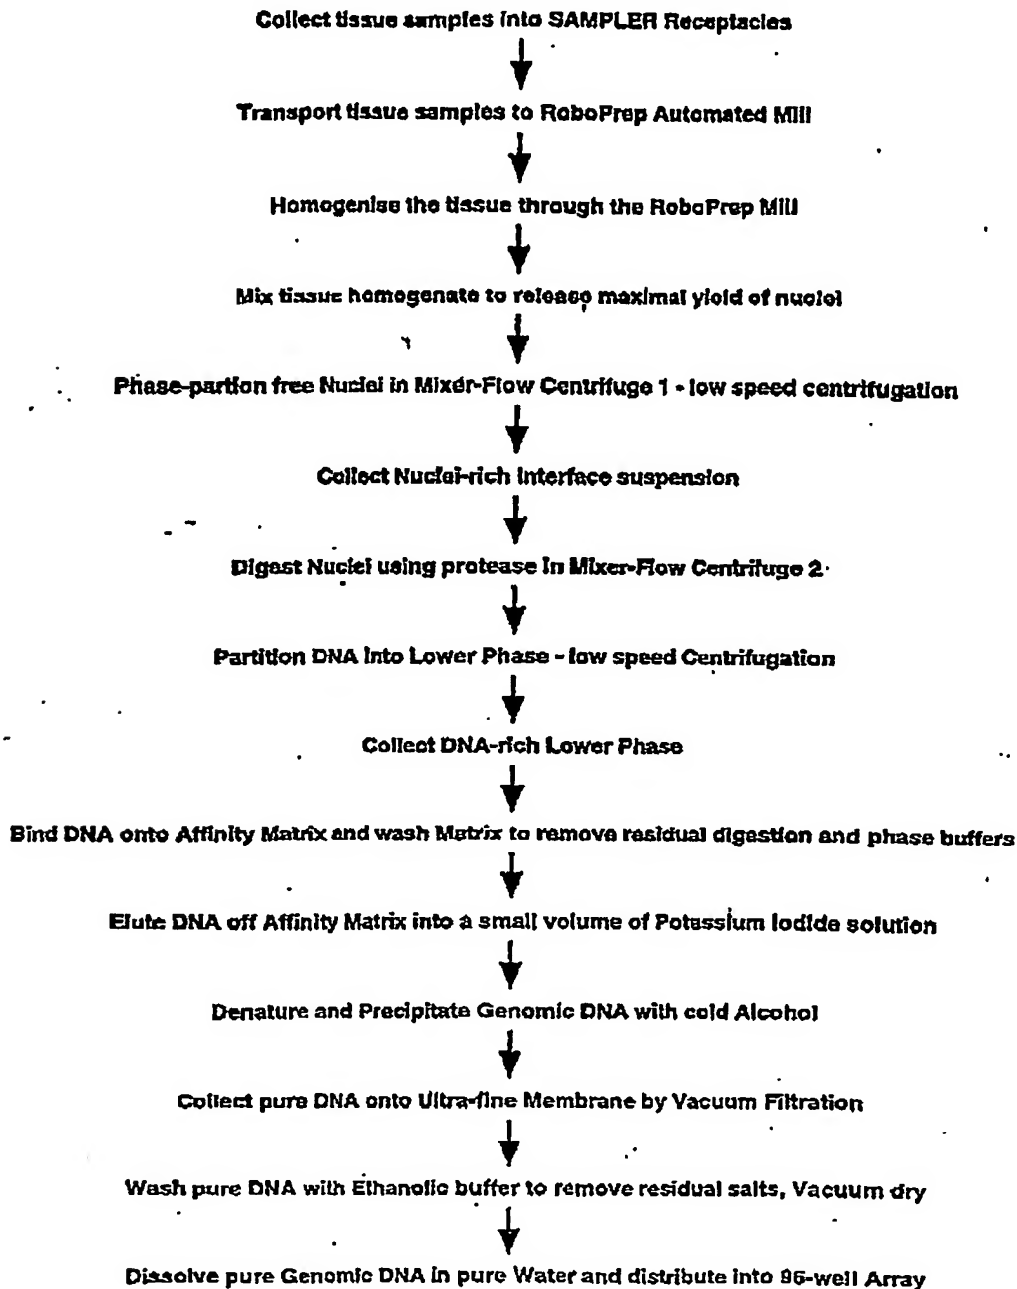 Collect tissue samples into SAMPLER Receptacles
Transport tissue samples to RoboPrep Automated Mill
Homogenise the tissue through the RoboPrep Mill
Mix tissue homogenate to release maximal yield of nuclei
Phase-partion free Nuclei in Mixer-Flow Centrifuge 1 - low speed centrifugation
Collect Nuclei-rich Interface suspension
Digest Nuclei using protease in Mixer-Flow Centrifuge 2
Partition DNA into Lower Phase - low speed Centrifugation
Collect DNA-rich Lower Phase
Bind DNA onto Affinity Matrix and wash Matrix to remove residual digestion and phase buffers
Elute DNA off Affinity Matrix into a small volume of Potassium Iodide solution
Denature and Precipitate Genomic DNA with cold Alcohol
Collect pure DNA onto Ultra-fine Membrane by Vacuum Filtration
Wash pure DNA with Ethanolic buffer to remove residual salts, Vacuum dry
Dissolve pure Genomic DNA in pure Water and distribute into 96-well Array